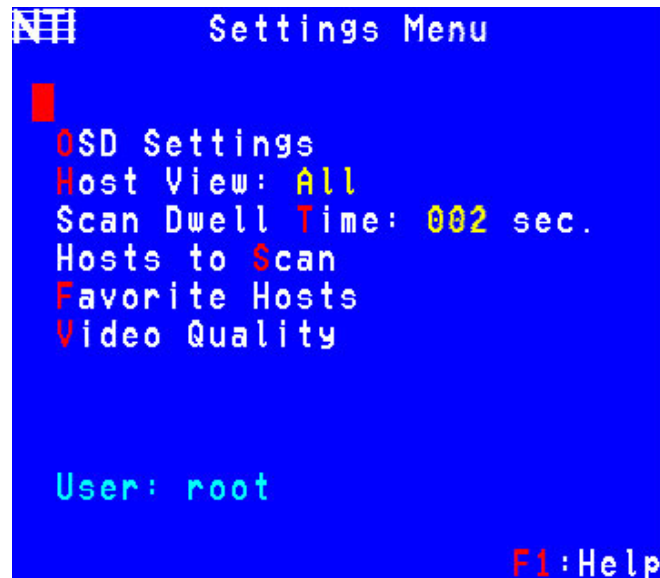 NTI Settings Menu
OSD Settings
Host View: All
Scan Dwell Time: 002 sec.
Hosts to Scan
Favorite Hosts
Video Quality
User: root
F1:Help